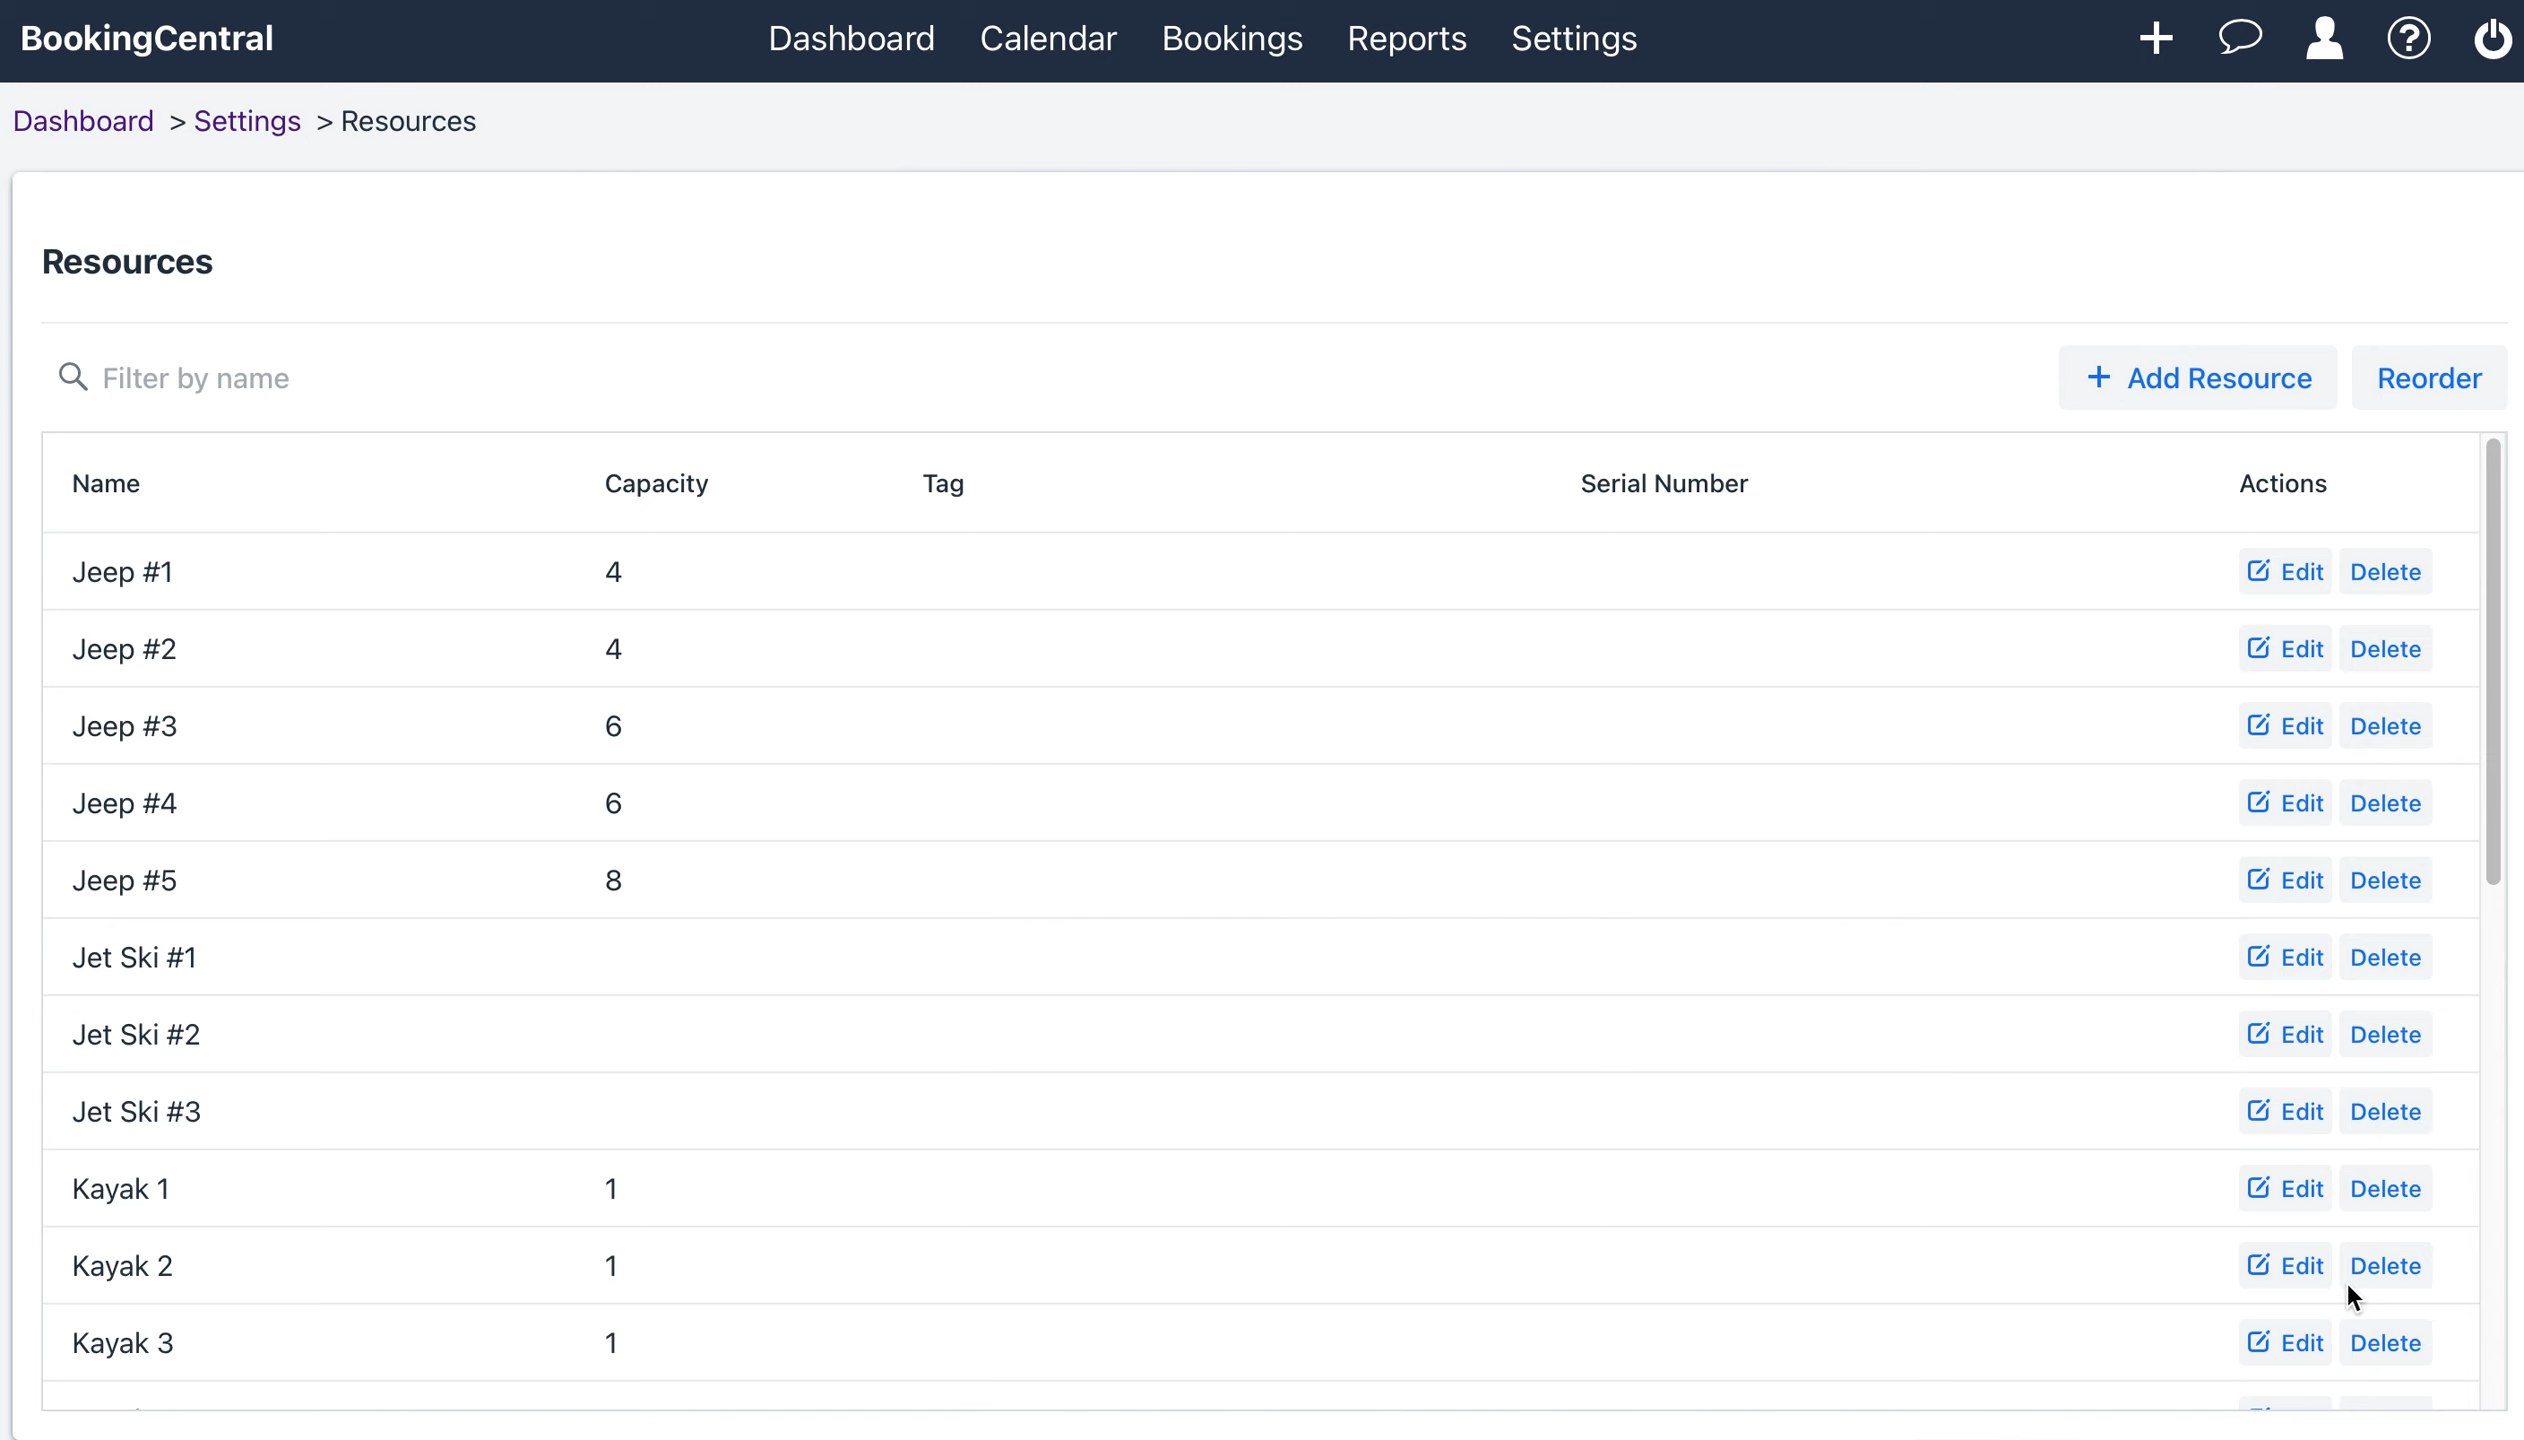 BookingCentral Dashboard Calendar Bookings Reports Settings
Dashboard > Settings > Resources
Resources
Filter by name + Add Resource Reorder
Name Capacity Tag Serial Number Actions
Jeep #1 4 Edit Delete
Jeep #2 4 Edit Delete
Jeep #3 6 Edit Delete
Jeep #4 6 Edit Delete
Jeep #5 8 Edit Delete
Jet Ski #1 Edit Delete
Jet Ski #2 Edit Delete
Jet Ski #3 Edit Delete
Kayak 1 1 Edit Delete
Kayak 2 1 Edit Delete
Kayak 3 1 Edit Delete